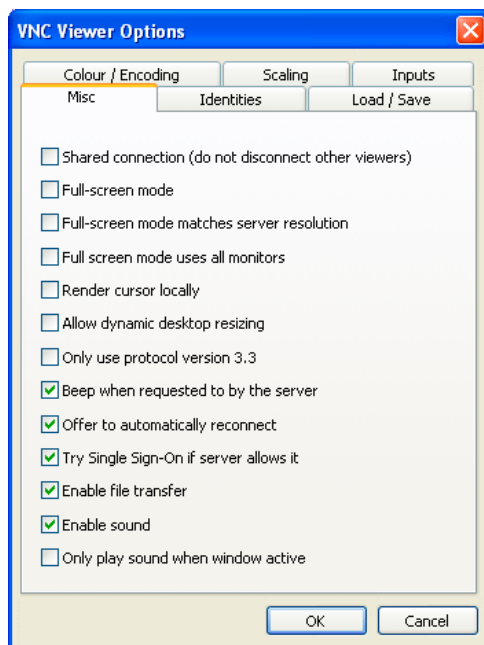 VNC Viewer Options
Colour / Encoding Scaling Inputs
Misc Identities Load / Save
Shared connection (do not disconnect other viewers)
Full-screen mode
Full-screen mode matches server resolution
Full screen mode uses all monitors
Render cursor locally
Allow dynamic desktop resizing
Only use protocol version 3.3
Beep when requested to by the server
Offer to automatically reconnect
Try Single Sign-On if server allows it
Enable file transfer
Enable sound
Only play sound when window active
OK Cancel